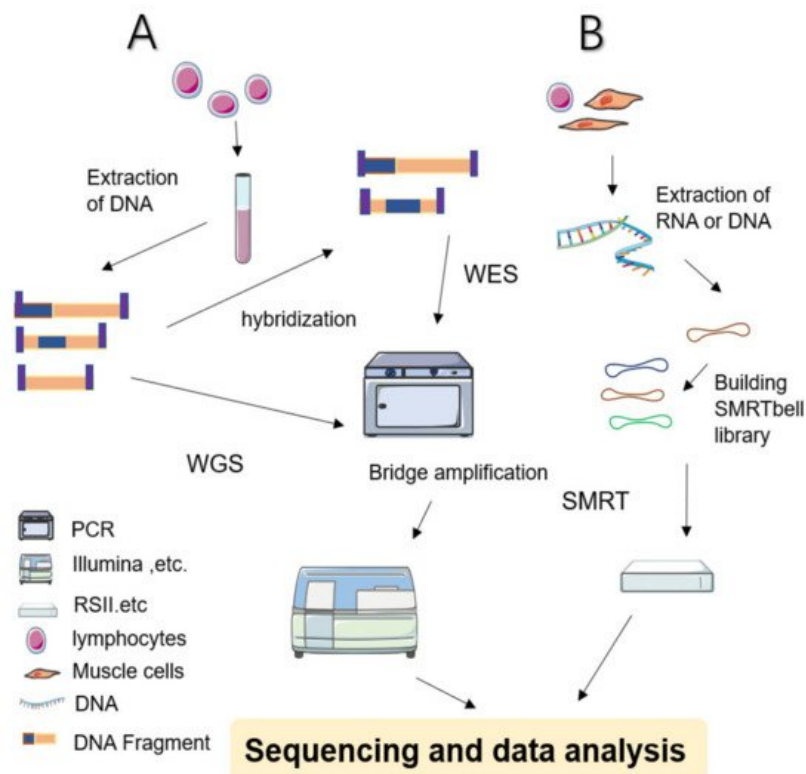 A
B
Extraction
of DNA
Extraction of
RNA or DNA
WES
hybridization
Building
SMRTbell
library
WGS
Bridge amplification
SMRT
PCR
Illumina ,etc.
RSII.etc
lymphocytes
Muscle cells
DNA
DNA Fragment
Sequencing and data analysis